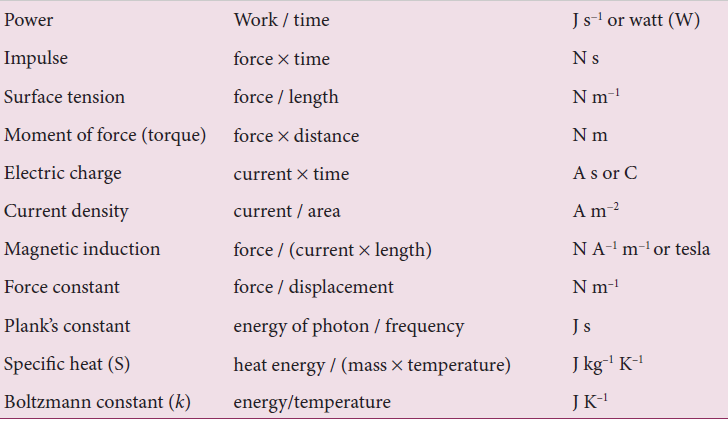 Power Work / time J s⁻¹ or watt (W)
Impulse force × time N s
Surface tension force / length N m⁻¹
Moment of force (torque) force × distance N m
Electric charge current × time A s or C
Current density current / area A m⁻²
Magnetic induction force / (current × length) N A⁻¹ m⁻¹ or tesla
Force constant force / displacement N m⁻¹
Plank's constant energy of photon / frequency J s
Specific heat (S) heat energy / (mass × temperature) J kg⁻¹ K⁻¹
Boltzmann constant (k) energy/temperature J K⁻¹